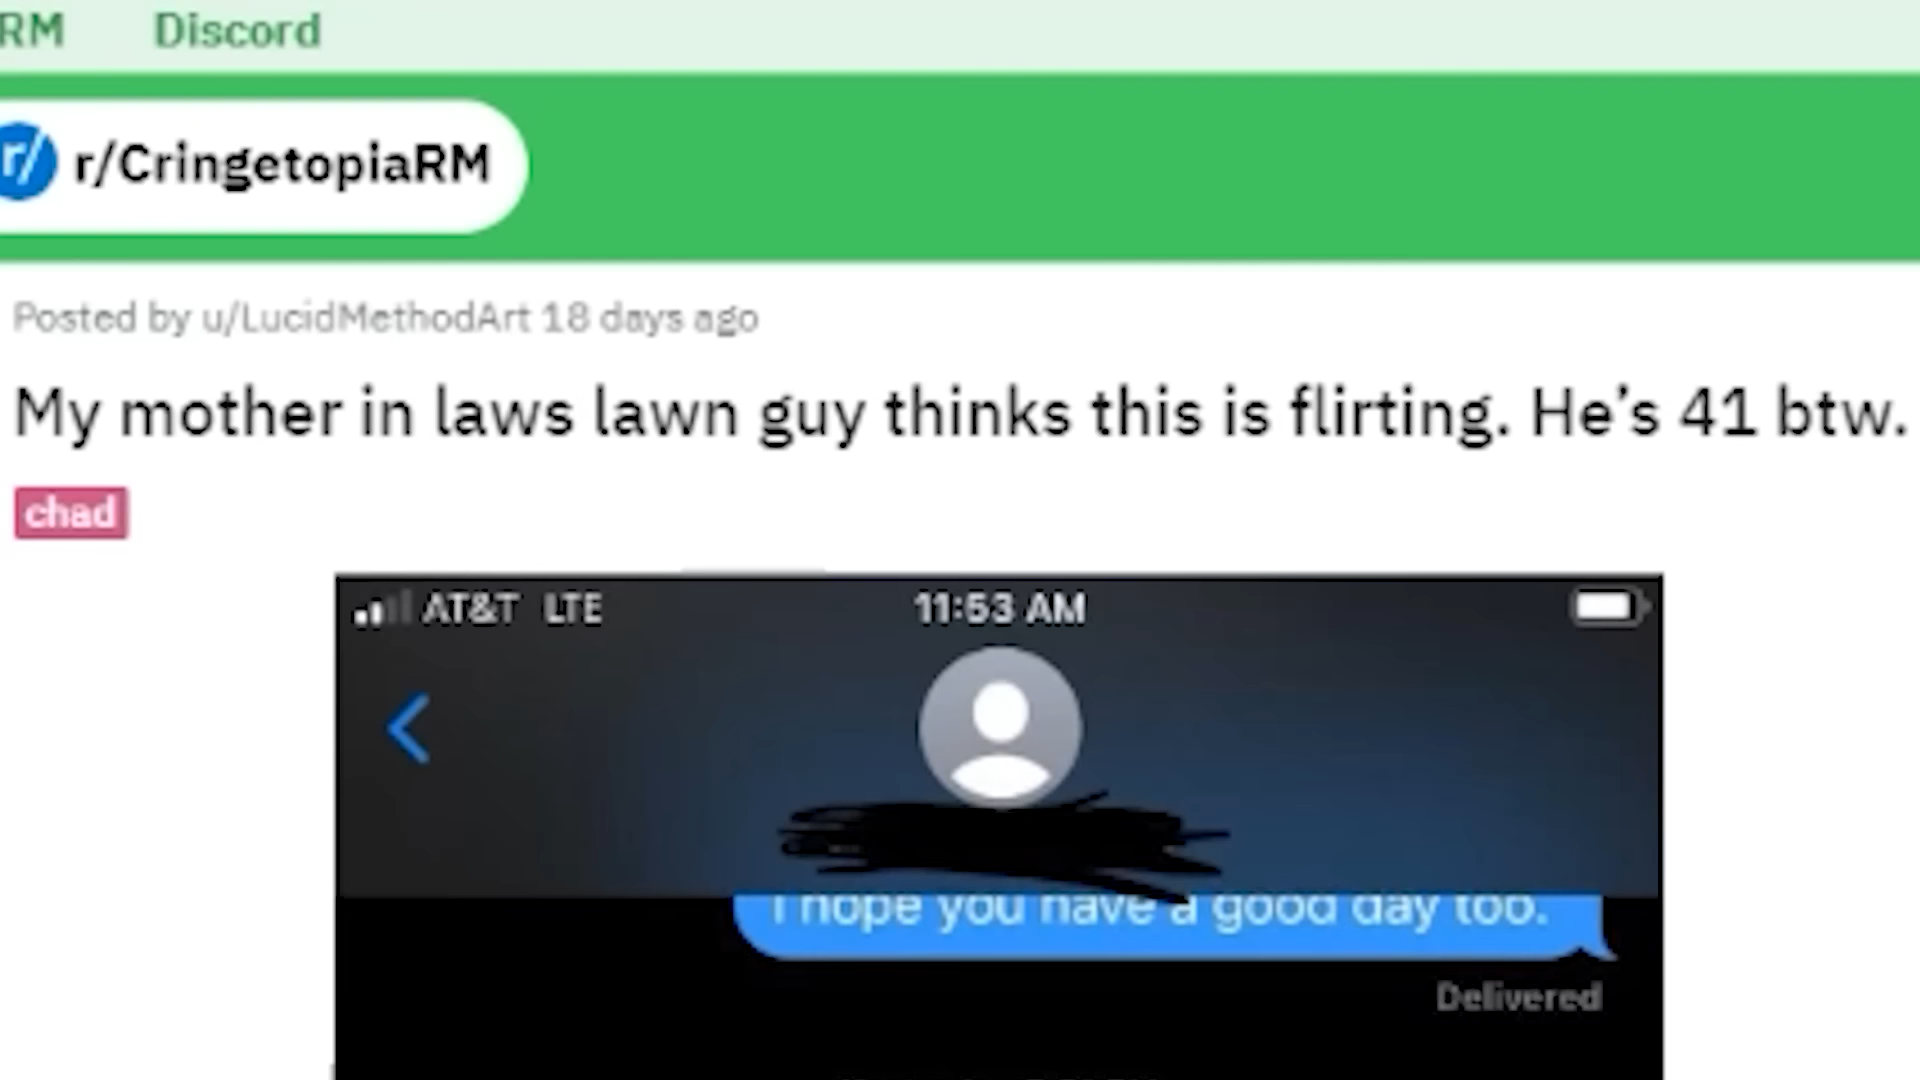 RM Discord
r/ r/CringetopiaRM
Posted by u/LucidMethodArt 18 days ago
My mother in laws lawn guy thinks this is flirting. He's 41 btw.
chad
AT&T LTE 11:53 AM
I hope you have a good day too.
Delivered